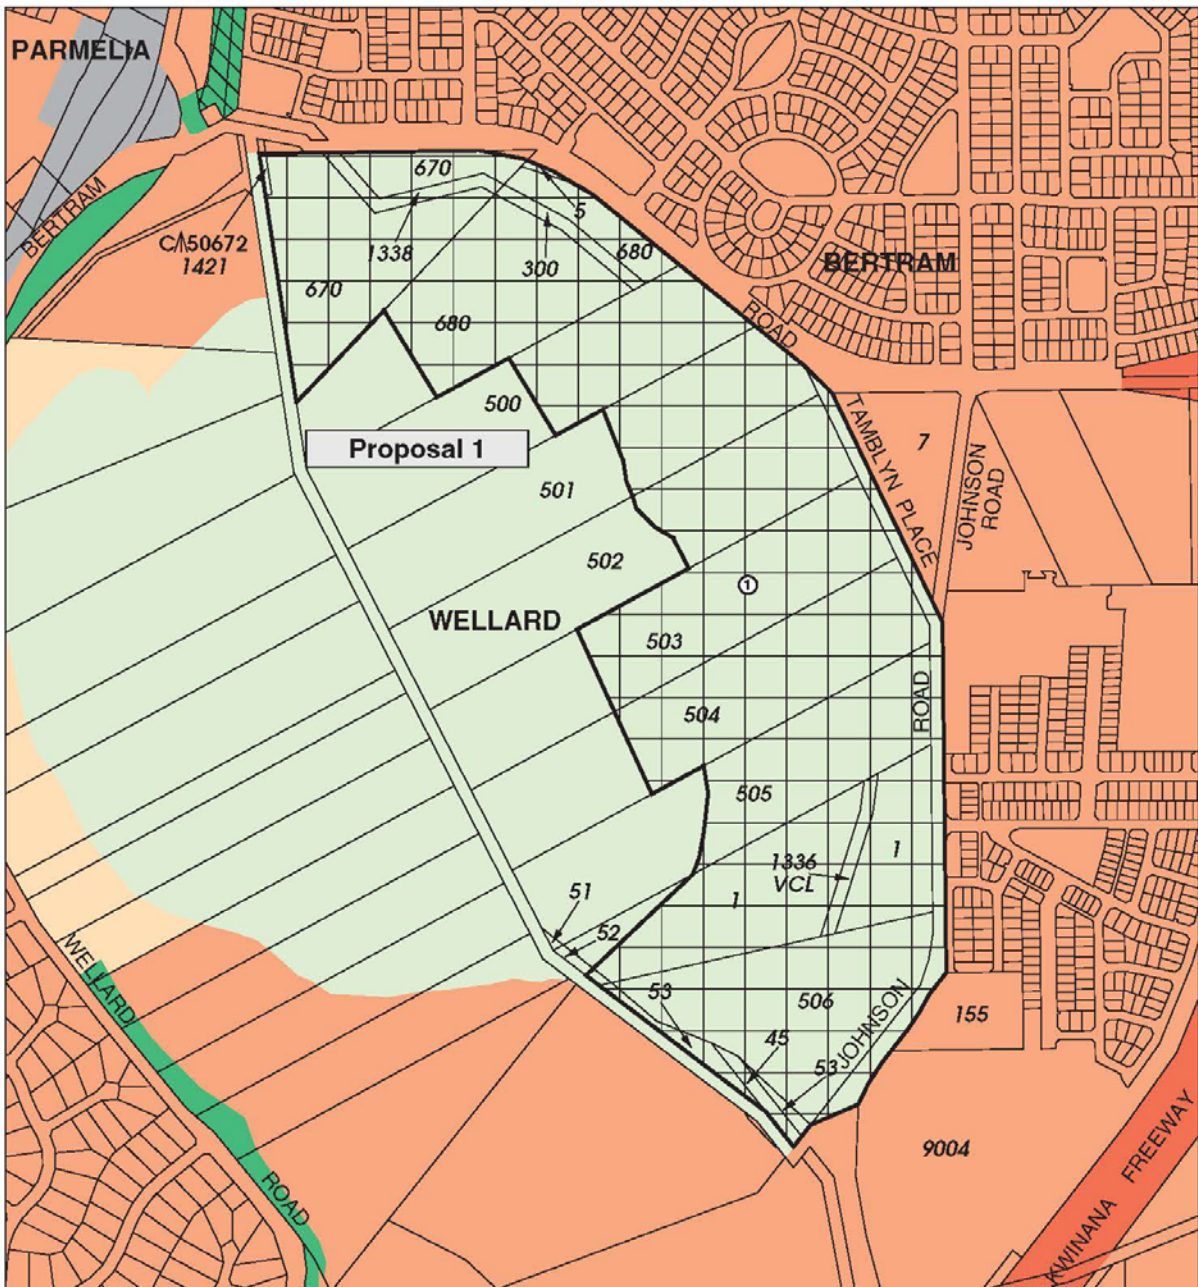 PARMELIA
BERTRAM
670
5
C/\50672
1421
1338
300
680
BERTRAM
670
680
ROAD
500
Proposal 1
TAMBLYN PLACE
7
JOHNSON
ROAD
501
502
1
WELLARD
503
504
ROAD
505
1336
VCL
1
1
51
52
WELLARD
53
506
JOHNSON
155
45
53
9004
ROAD
KWINANA FREEWAY